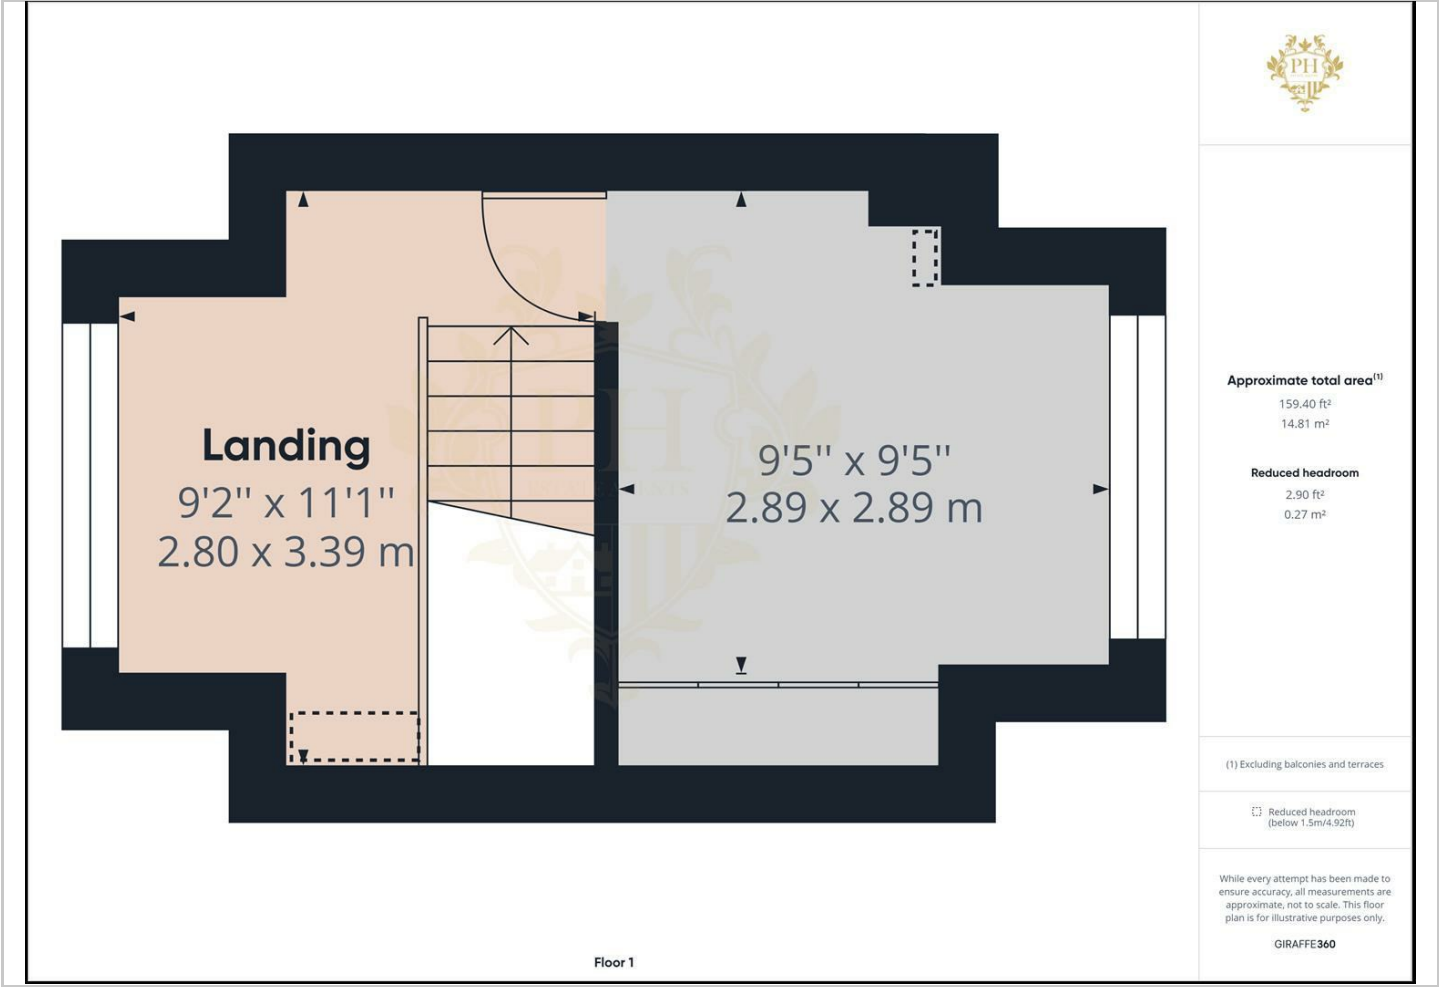 PH
Landing
9'2" x 11'1"
2.80 x 3.39 m
9'5" x 9'5"
2.89 x 2.89 m
PH
Floor 1
Approximate total area(1)
159.40 ft²
14.81 m²
Reduced headroom
2.90 ft²
0.27 m²
(1) Excluding balconies and terraces
Reduced headroom
(below 1.5m/4.92ft)
While every attempt has been made to
ensure accuracy, all measurements are
approximate, not to scale. This floor
plan is for illustrative purposes only.
GIRAFFE360